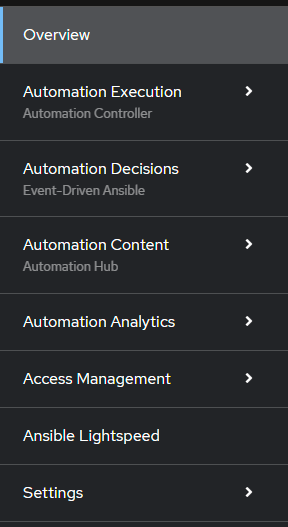 Overview
Automation Execution
Automation Controller
Automation Decisions
Event-Driven Ansible
Automation Content
Automation Hub
Automation Analytics
Access Management
Ansible Lightspeed
Settings